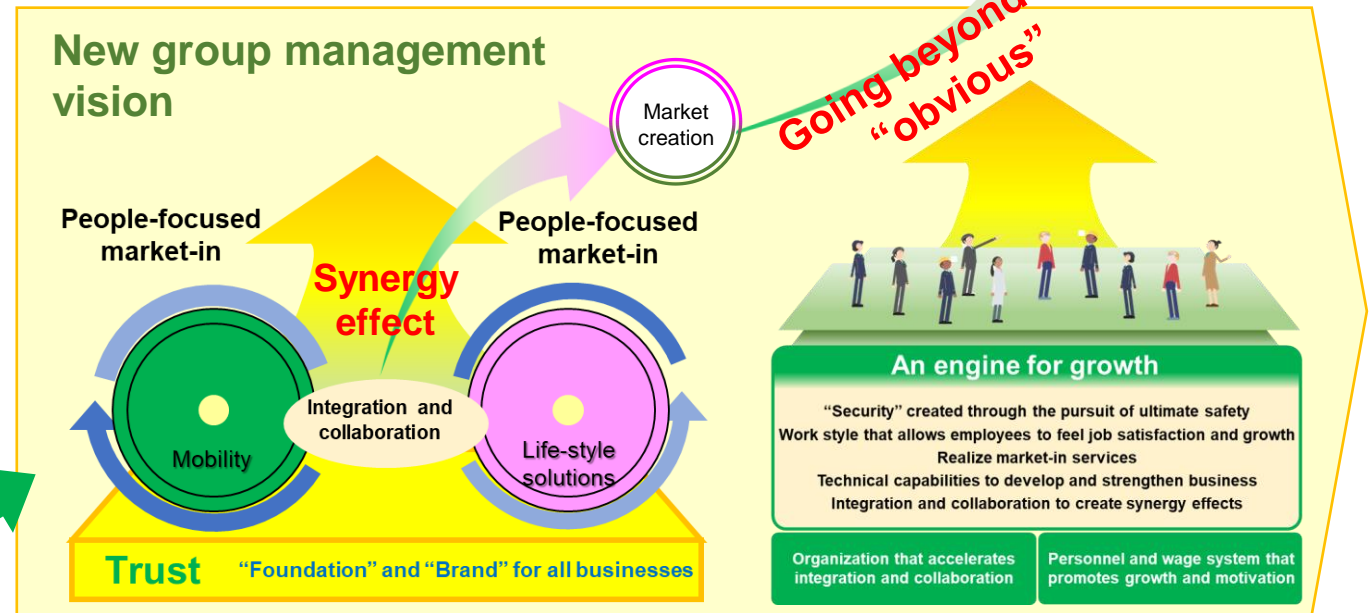 New group management
vision
Market
creation
Going beyond
“obvious”
People-focused
market-in
People-focused
market-in
Synergy
effect
Integration and
collaboration
Mobility
Life-style
solutions
Trust
“Foundation” and “Brand” for all businesses
An engine for growth
“Security” created through the pursuit of ultimate safety
Work style that allows employees to feel job satisfaction and growth
Realize market-in services
Technical capabilities to develop and strengthen business
Integration and collaboration to create synergy effects
Organization that accelerates
integration and collaboration
Personnel and wage system that
promotes growth and motivation